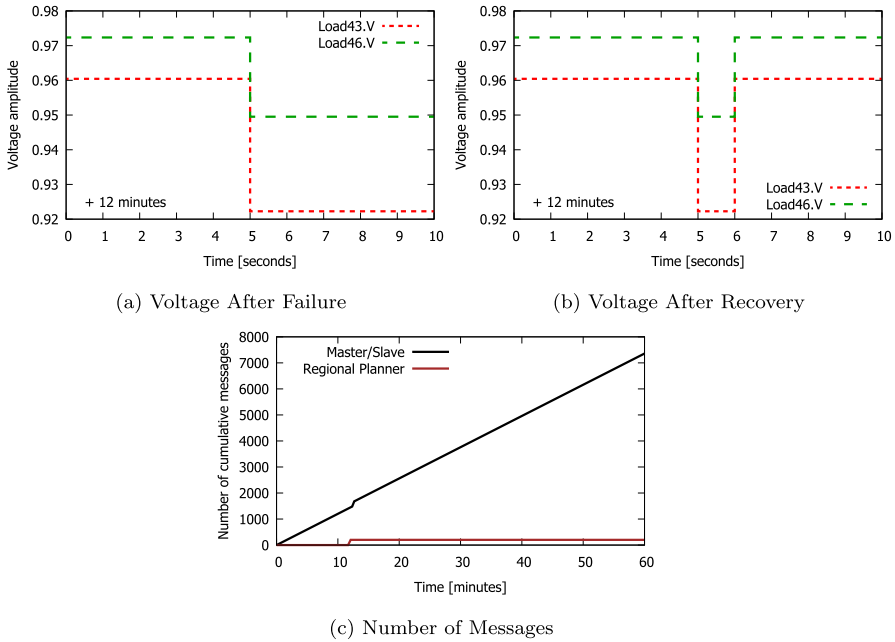 0.98
0.97
0.96
0.95
0.94
0.93
0.92
Voltage amplitude
Load43.V
Load46.V
+ 12 minutes
0 1 2 3 4 5 6 7 8 9 10
Time [seconds]
(a) Voltage After Failure
0.98
0.97
0.96
0.95
0.94
0.93
0.92
Voltage amplitude
Load43.V
Load46.V
+ 12 minutes
0 1 2 3 4 5 6 7 8 9 10
Time [seconds]
(b) Voltage After Recovery
8000
7000
6000
5000
4000
3000
2000
1000
0
Number of cumulative messages
Master/Slave
Regional Planner
0 10 20 30 40 50 60
Time [minutes]
(c) Number of Messages